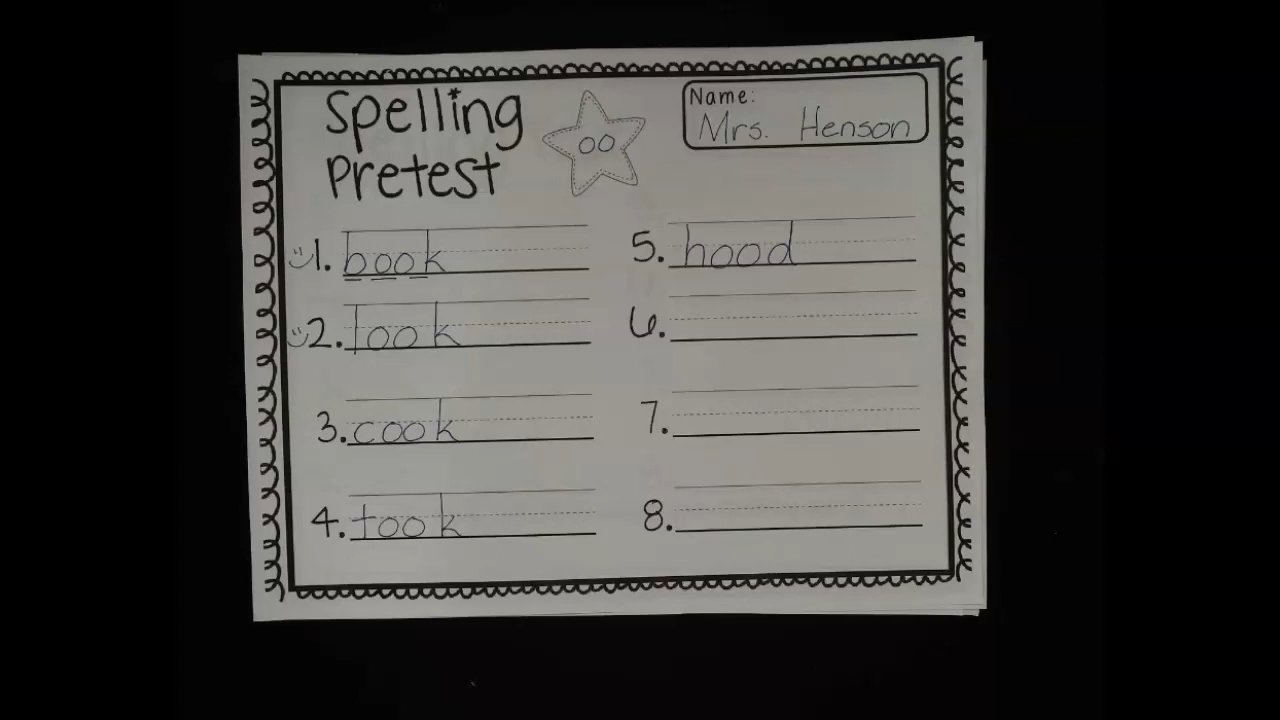 Spelling
Pretest
oo
Name:
Mrs. Henson
1. book
2. look
3. cook
4. took
5. hood
6.
7.
8.